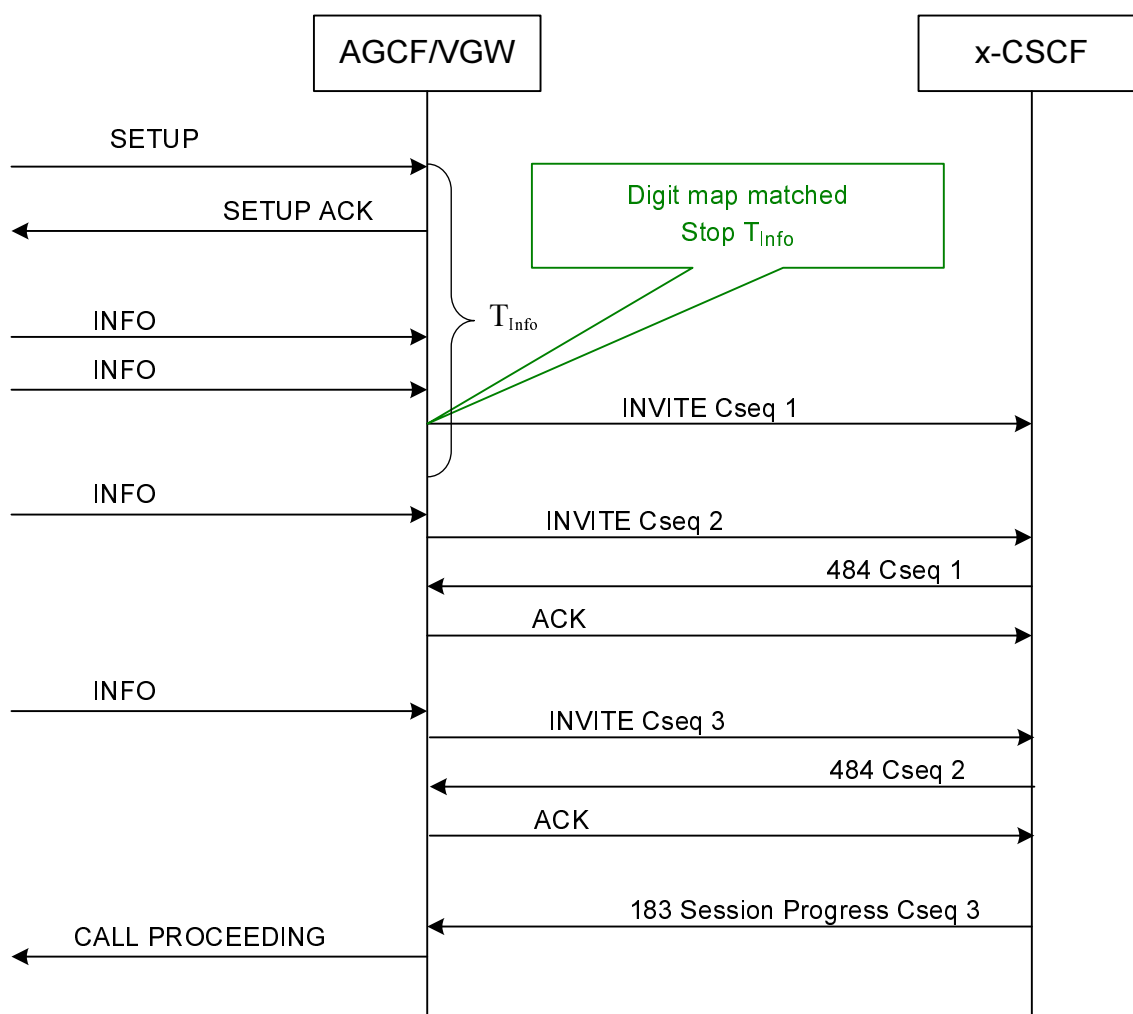 AGCF/VGW
x-CSCF
SETUP
SETUP ACK
Digit map matched
Stop TInfo
INFO
TInfo
INFO
INVITE Cseq 1
INFO
INVITE Cseq 2
484 Cseq 1
ACK
INFO
INVITE Cseq 3
484 Cseq 2
ACK
183 Session Progress Cseq 3
CALL PROCEEDING